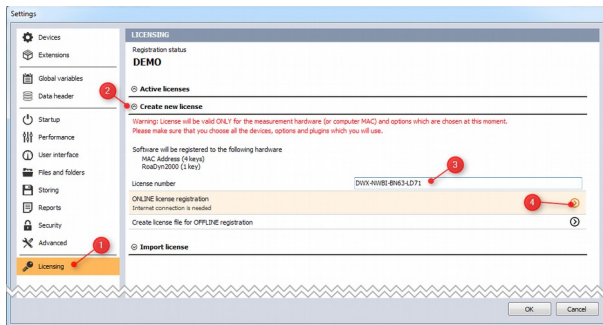 Settings
Devices
Extensions
Global variables
Data header
Startup
Performance
User interface
Files and folders
Storing
Reports
Security
Advanced
Licensing
LICENSING
Registration status
DEMO
Active licenses
2
Create new license
Warning: License will be valid ONLY for the measurement hardware (or computer MAC) and options which are chosen at this moment.
Please make sure that you choose all the devices, options and plugins which you will use.
Software will be registered to the following hardware
MAC Address (4 keys)
RoaDyn2000 (1 key)
3
License number DWX-NWBI-BN63-LD71
ONLINE license registration
Internet connection is needed
4
Create license file for OFFLINE registration
1
Import license
OK Cancel